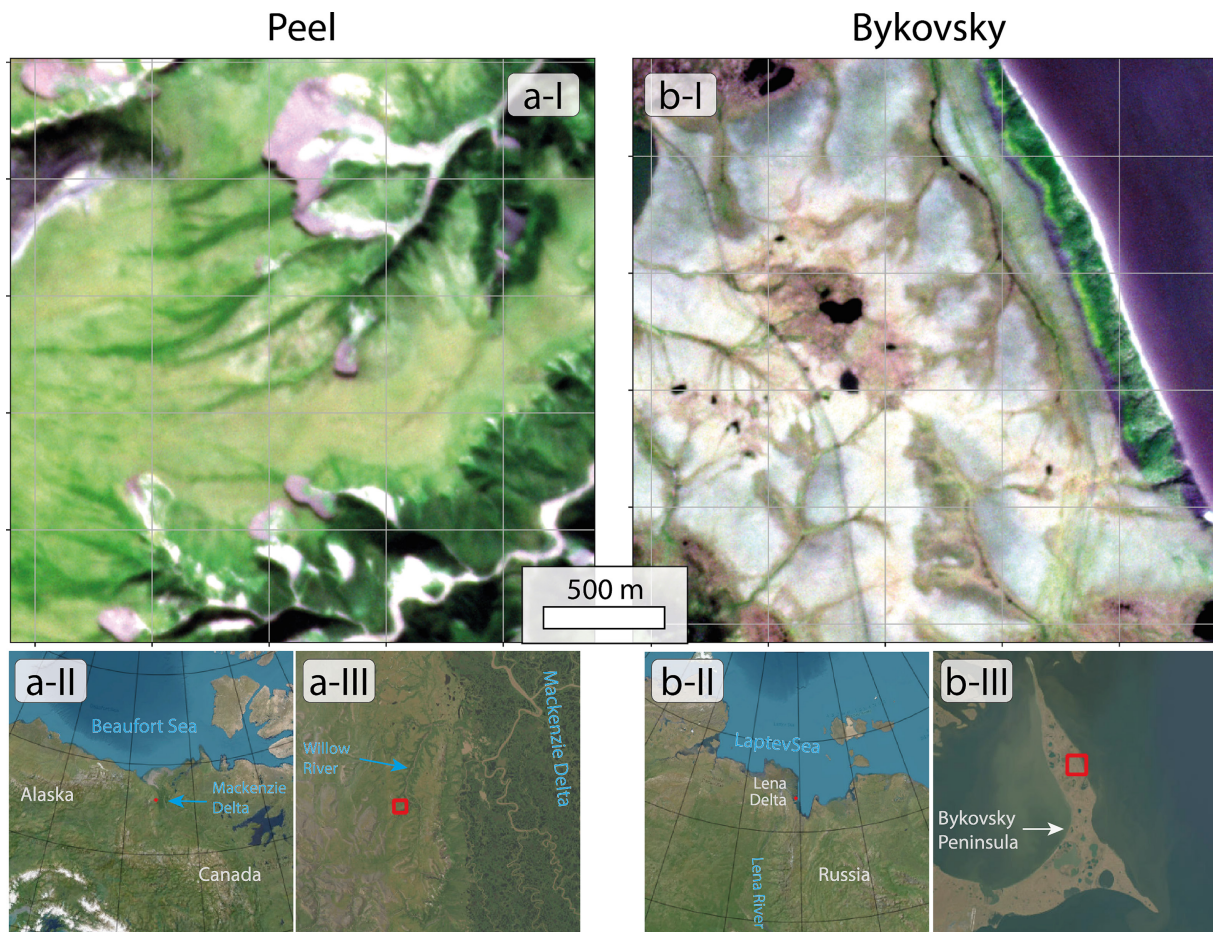 Peel
Bykovsky
a-I
b-I
500 m
a-II
Beaufort Sea
Alaska
Mackenzie
Delta
Canada
a-III
Willow
River
Mackenzie Delta
b-II
LaptevSea
Lena
Delta
Lena River
Russia
b-III
Bykovsky
Peninsula